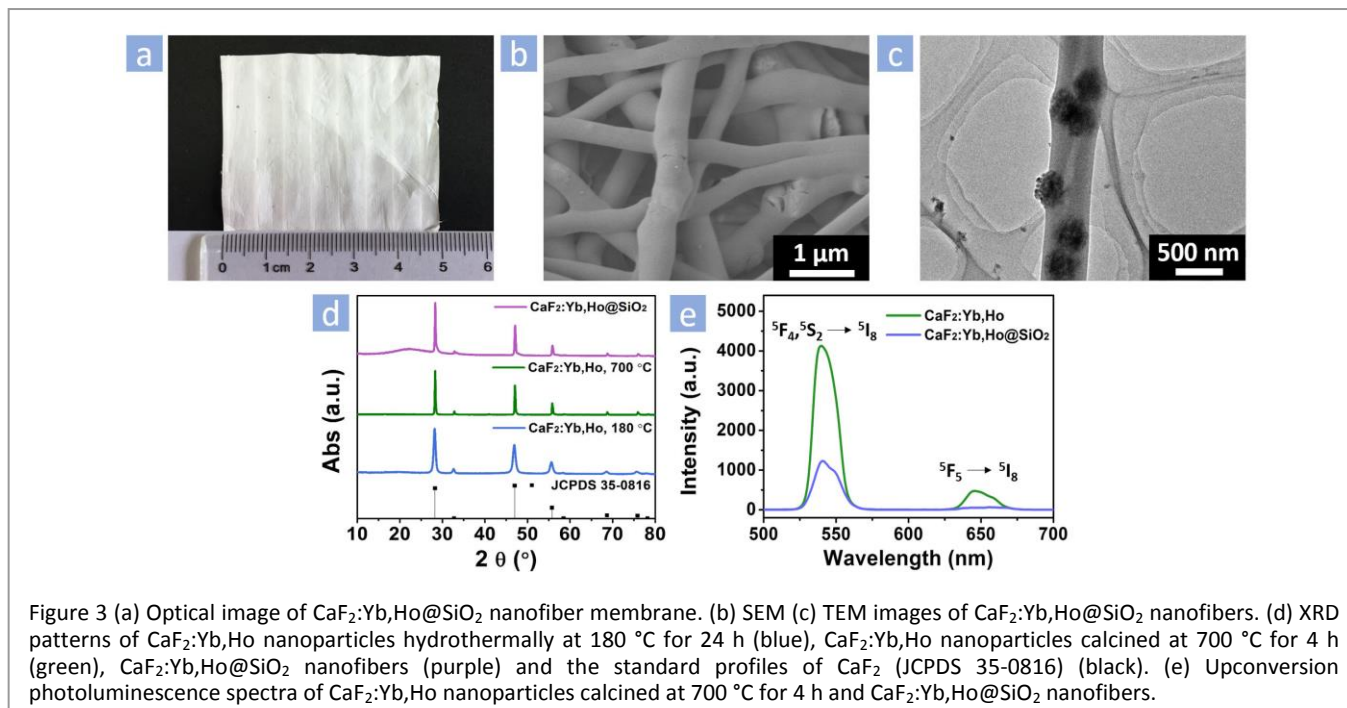 a
b
c
0 1cm 2 3 4 5 6
1 µm
500 nm
d
CaF₂:Yb,Ho@SiO₂
CaF₂:Yb,Ho, 700 °C
CaF₂:Yb,Ho, 180 °C
JCPDS 35-0816
Abs (a.u.)
10 20 30 40 50 60 70 80
2 θ (°)
e
5000
4000
3000
2000
1000
0
Intensity (a.u.)
CaF₂:Yb,Ho
CaF₂:Yb,Ho@SiO₂
⁵F₄,⁵S₂ → ⁵I₈
⁵F₅ → ⁵I₈
500 550 600 650 700
Wavelength (nm)
Figure 3 (a) Optical image of CaF₂:Yb,Ho@SiO₂ nanofiber membrane. (b) SEM (c) TEM images of CaF₂:Yb,Ho@SiO₂ nanofibers. (d) XRD
patterns of CaF₂:Yb,Ho nanoparticles hydrothermally at 180 °C for 24 h (blue), CaF₂:Yb,Ho nanoparticles calcined at 700 °C for 4 h
(green), CaF₂:Yb,Ho@SiO₂ nanofibers (purple) and the standard profiles of CaF₂ (JCPDS 35-0816) (black). (e) Upconversion
photoluminescence spectra of CaF₂:Yb,Ho nanoparticles calcined at 700 °C for 4 h and CaF₂:Yb,Ho@SiO₂ nanofibers.